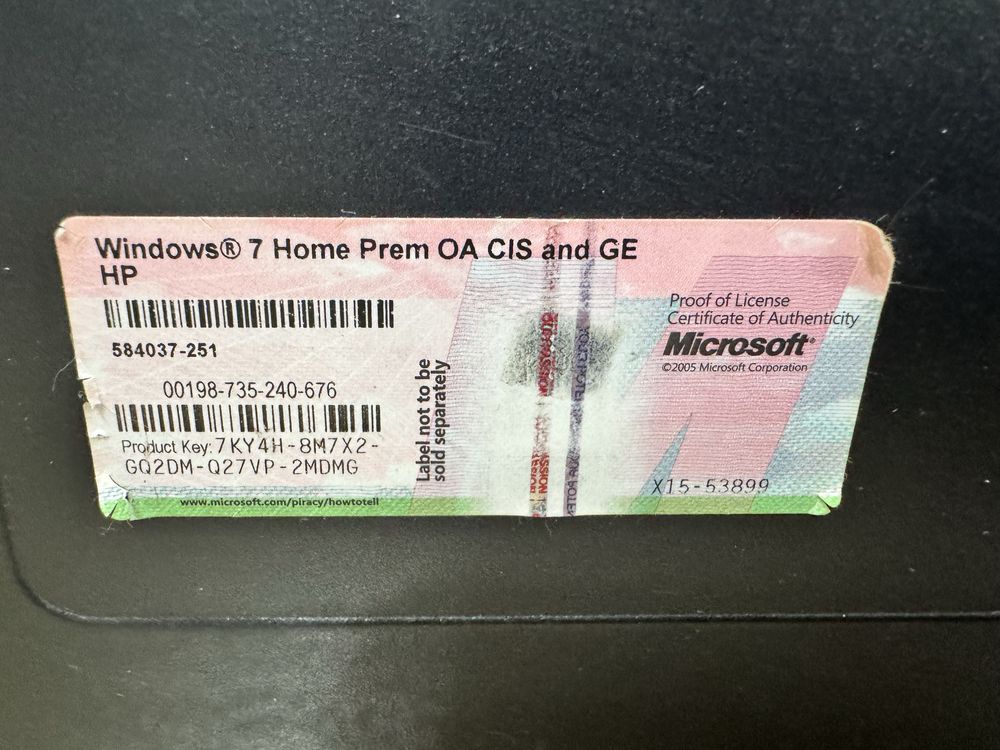 Windows® 7 Home Prem OA CIS and GE
HP
584037-251
00198-735-240-676
Product Key: 7KY4H-8M7X2-
GQ2DM-Q27VP-2MDMG
www.microsoft.com/piracy/howtotell
Label not to be
sold separately
Proof of License
Certificate of Authenticity
Microsoft®
©2005 Microsoft Corporation
X15-53899